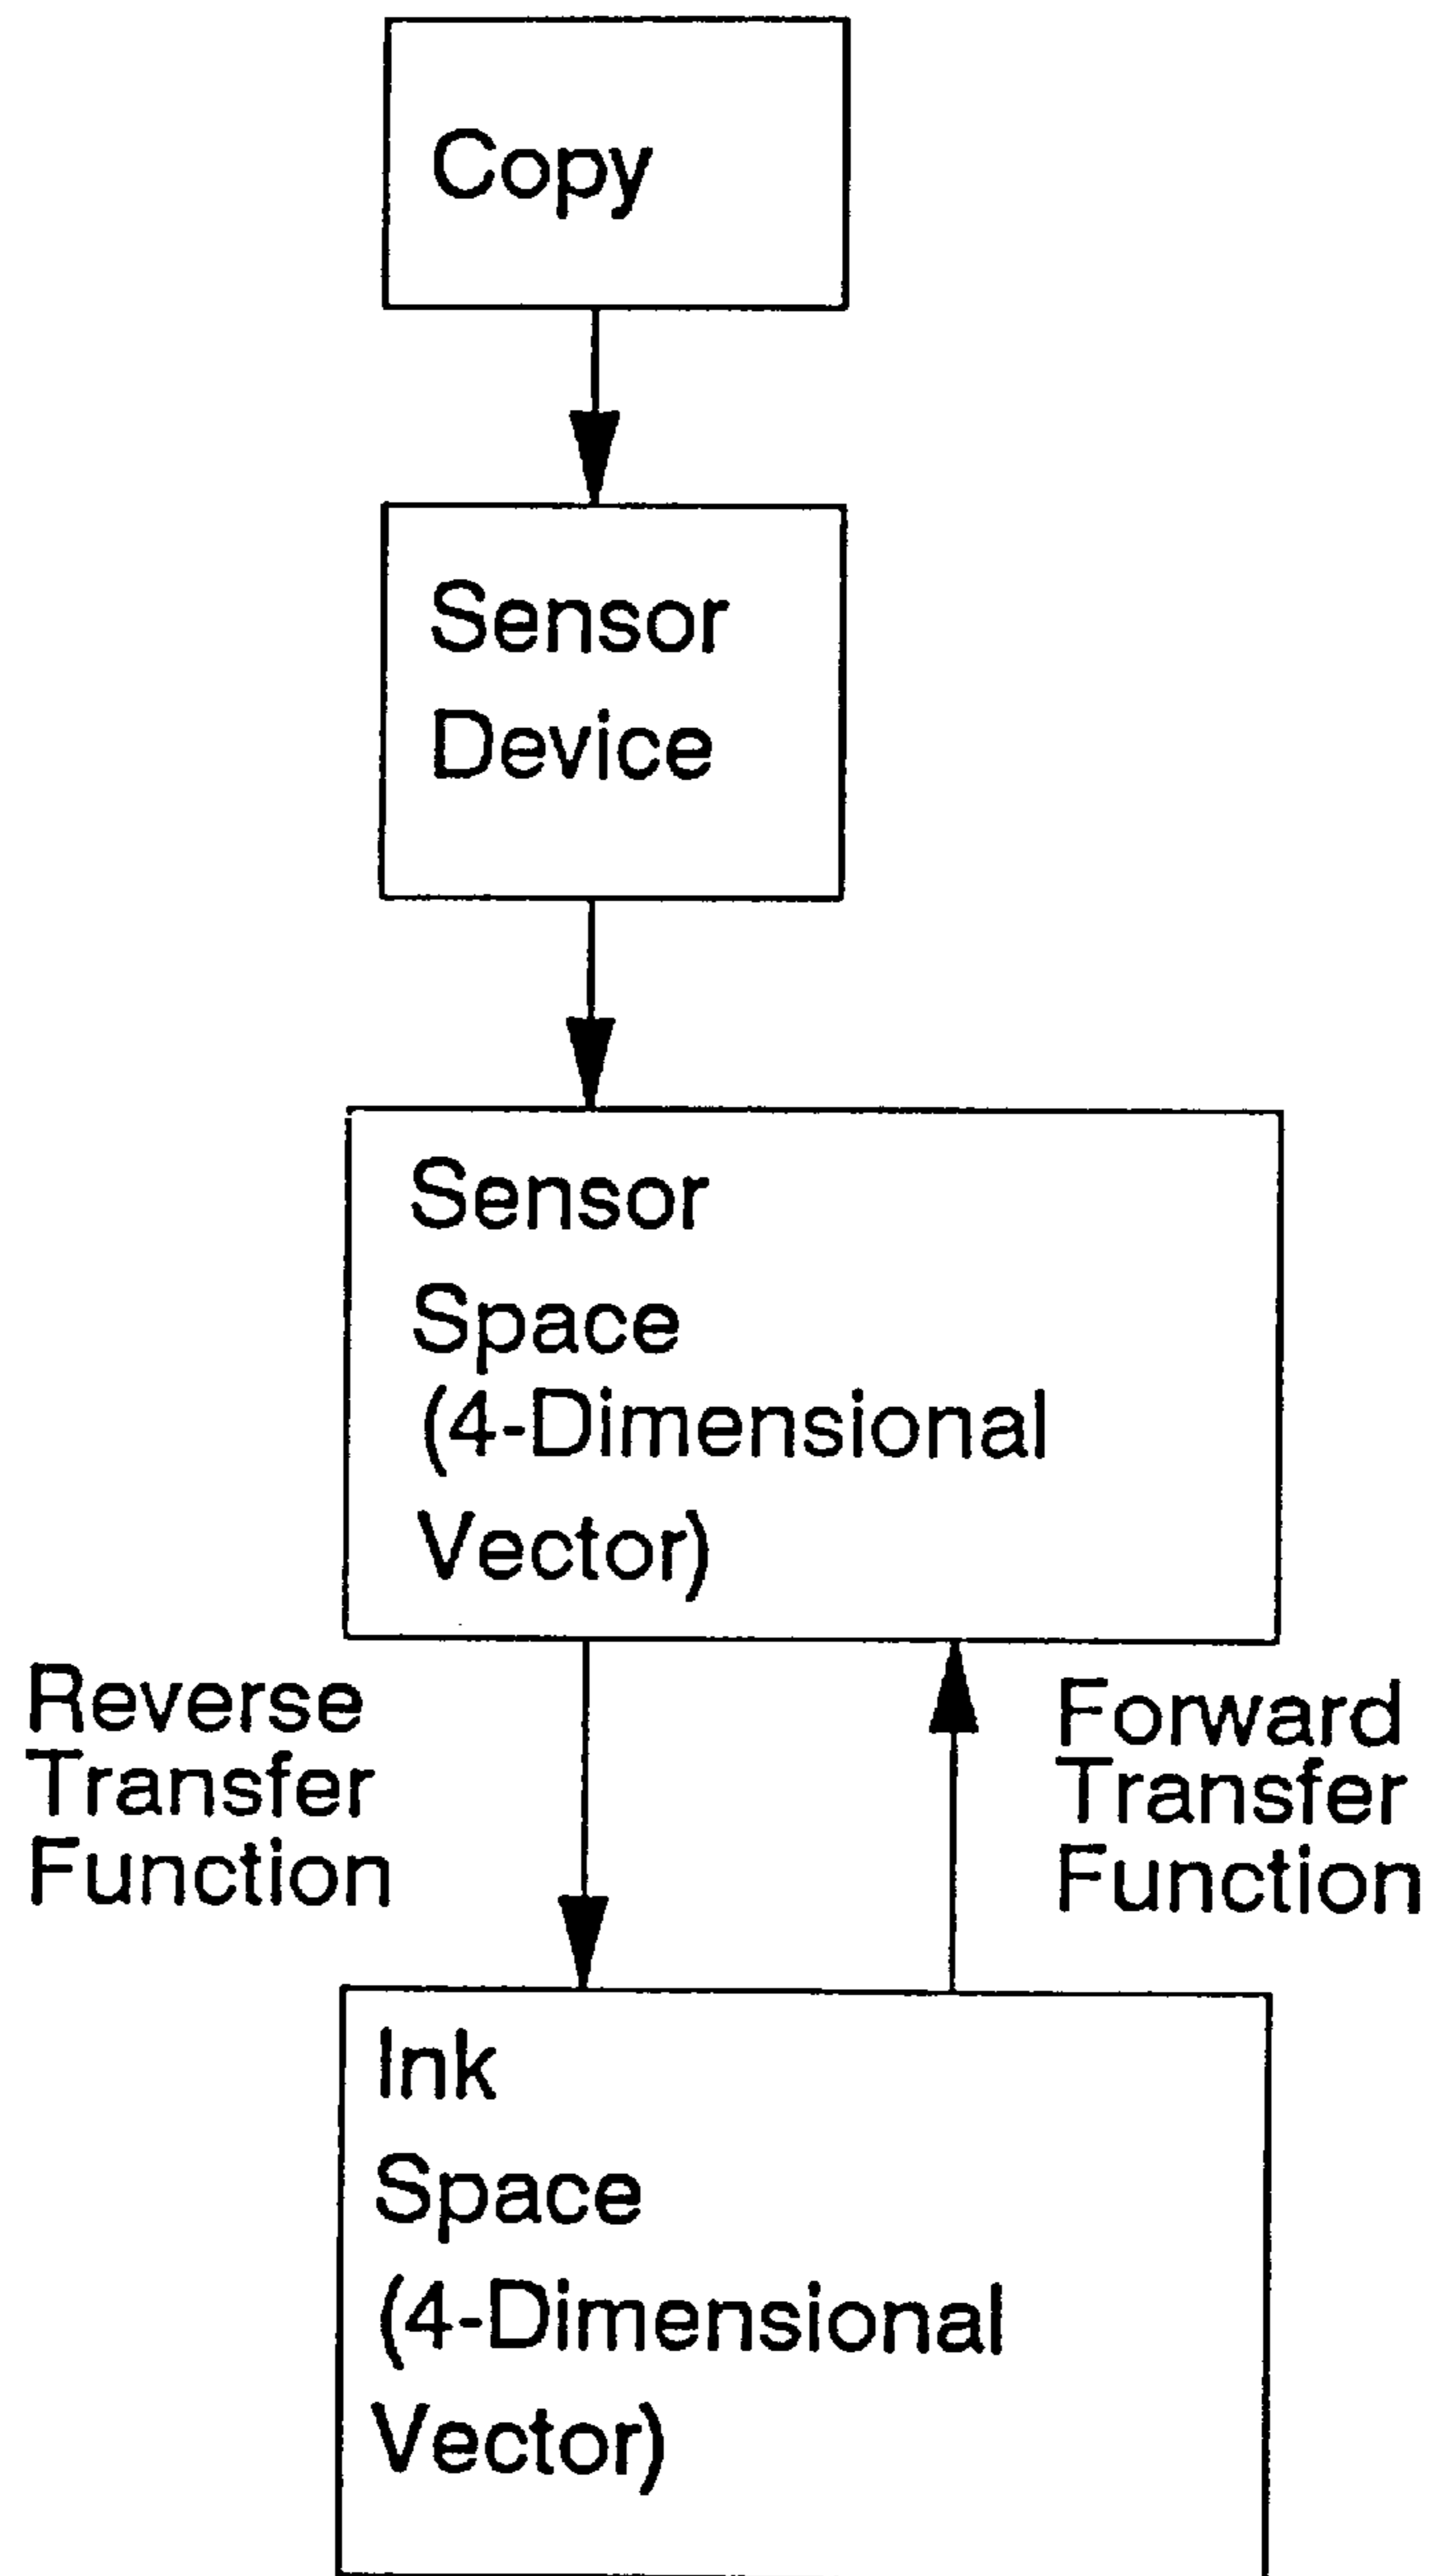 Copy
Sensor
Device
Sensor
Space
(4-Dimensional
Vector)
Reverse
Transfer
Function
Forward
Transfer
Function
Ink
Space
(4-Dimensional
Vector)